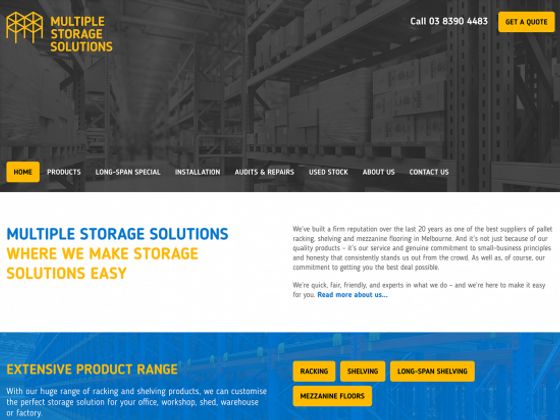 MULTIPLE
STORAGE
SOLUTIONS
Call 03 8390 4483
GET A QUOTE
HOME
PRODUCTS
LONG-SPAN SPECIAL
INSTALLATION
AUDITS & REPAIRS
USED STOCK
ABOUT US
CONTACT US
MULTIPLE STORAGE SOLUTIONS
WHERE WE MAKE STORAGE
SOLUTIONS EASY
We've built a firm reputation over the last 20 years as one of the best suppliers of pallet
racking, shelving and mezzanine flooring in Melbourne. And it's not just because of our
quality products – it's our service and genuine commitment to small-business principles
and honesty that consistently stands us out from the crowd. As well as, of course, our
commitment to getting you the best deal possible.
We're quick, fair, friendly, and experts in what we do – and we're here to make it easy
for you. Read more about us...
EXTENSIVE PRODUCT RANGE
With our huge range of racking and shelving products, we can customise
the perfect storage solution for your office, workshop, shed, warehouse
or factory.
RACKING
SHELVING
LONG-SPAN SHELVING
MEZZANINE FLOORS